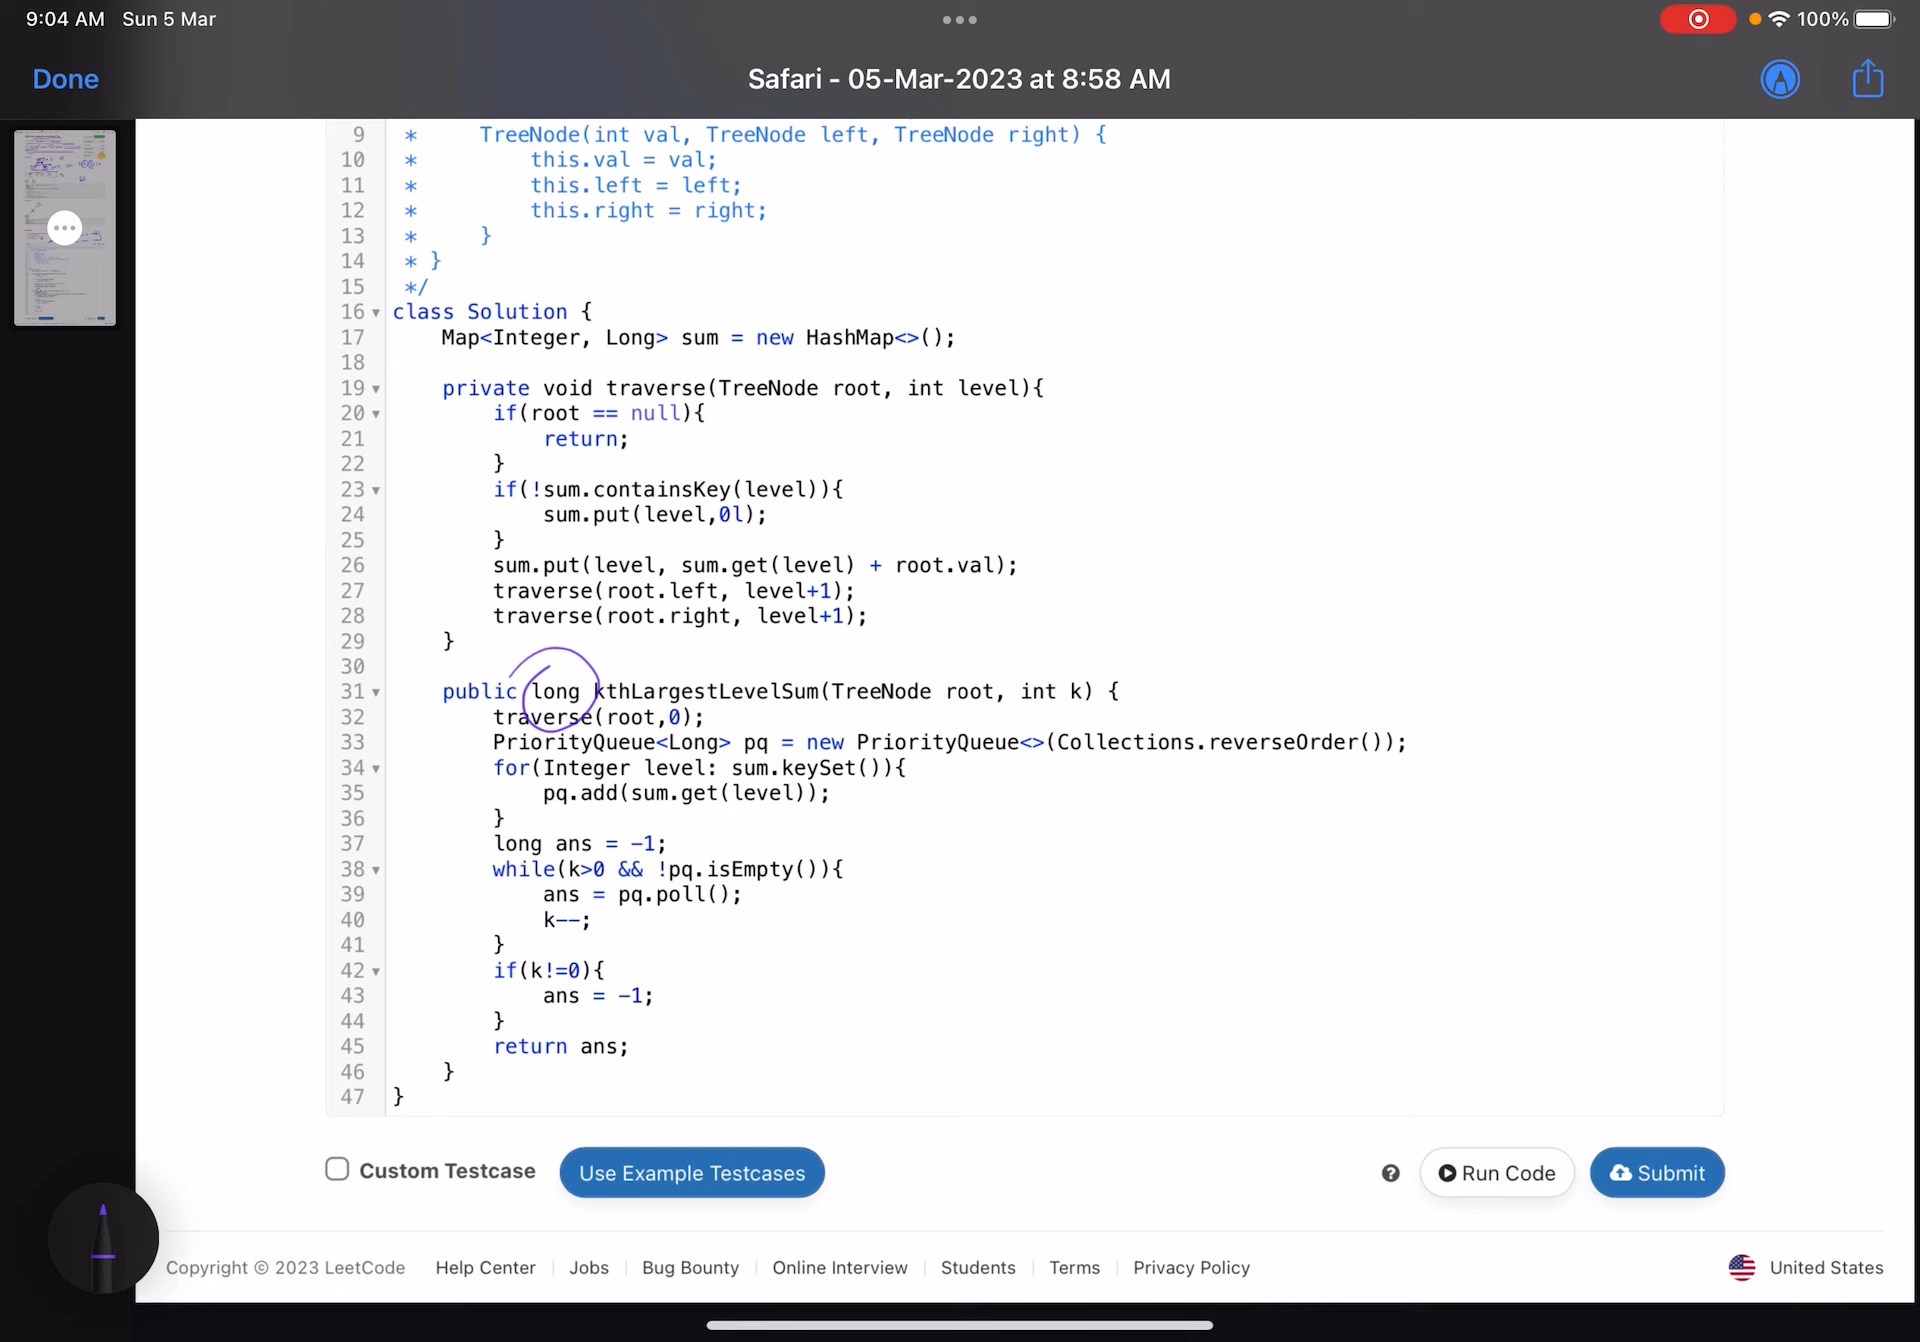 9:04 AM Sun 5 Mar
100%
Done
Safari - 05-Mar-2023 at 8:58 AM
9 * TreeNode(int val, TreeNode left, TreeNode right) {
10 * this.val = val;
11 * this.left = left;
12 * this.right = right;
13 * }
14 * }
15 */
16 class Solution {
17 Map<Integer, Long> sum = new HashMap<>();
18
19 private void traverse(TreeNode root, int level){
20 if(root == null){
21 return;
22 }
23 if(!sum.containsKey(level)){
24 sum.put(level,0l);
25 }
26 sum.put(level, sum.get(level) + root.val);
27 traverse(root.left, level+1);
28 traverse(root.right, level+1);
29 }
30
31 public long kthLargestLevelSum(TreeNode root, int k) {
32 traverse(root,0);
33 PriorityQueue<Long> pq = new PriorityQueue<>(Collections.reverseOrder());
34 for(Integer level: sum.keySet()){
35 pq.add(sum.get(level));
36 }
37 long ans = -1;
38 while(k>0 && !pq.isEmpty()){
39 ans = pq.poll();
40 k--;
41 }
42 if(k!=0){
43 ans = -1;
44 }
45 return ans;
46 }
47 }
Custom Testcase Use Example Testcases ? Run Code Submit
Copyright © 2023 LeetCode Help Center Jobs Bug Bounty Online Interview Students Terms Privacy Policy United States